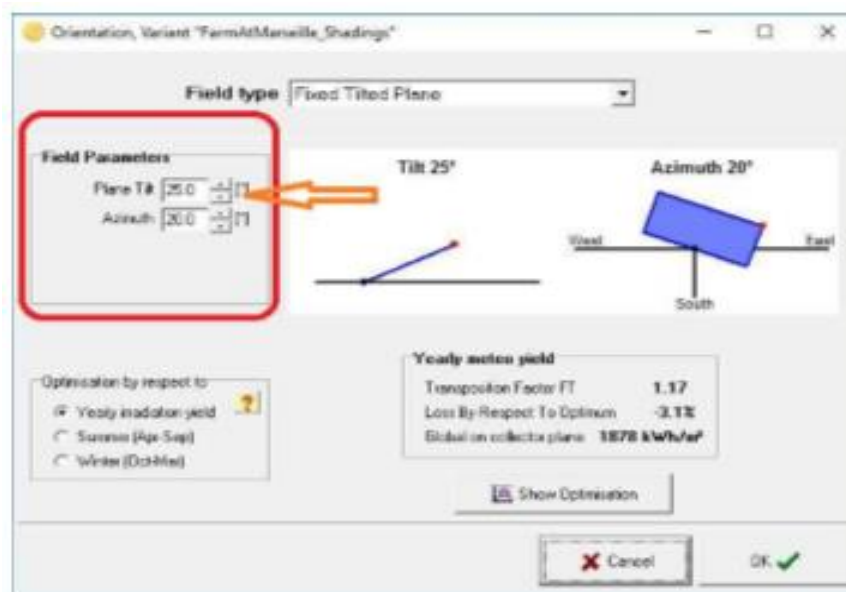 Orientation, Variant "FarmAtMarseille_Shadings"
Field type Fixed Tilted Plane
Field Parameters
Plane Tilt 25.0 [°]
Azimuth 20.0 [°]
Tilt 25°
Azimuth 20°
West
East
South
Optimisation by respect to
Yearly irradiation yield
Summer (Apr-Sep)
Winter (Oct-Mar)
?
Yearly meteo yield
Transposition Factor FT 1.17
Loss By Respect To Optimum -3.1%
Global on collector plane 1878 kWh/m²
Show Optimisation
Cancel
OK